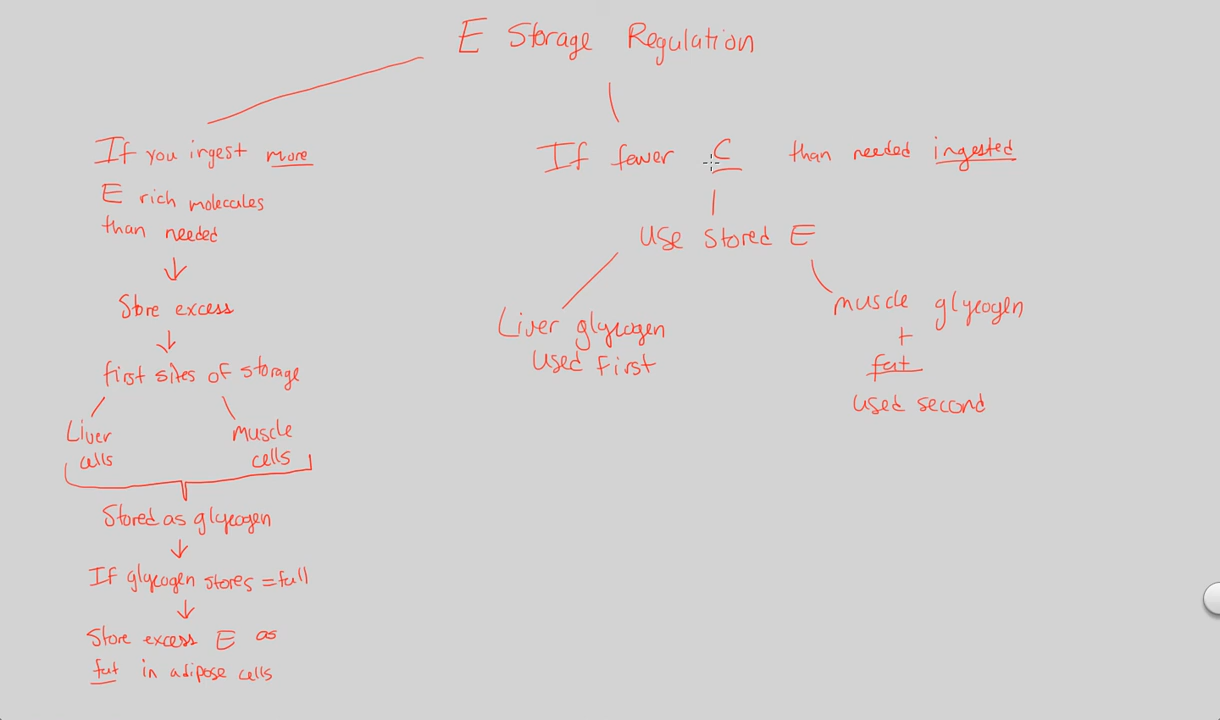 E Storage Regulation
If you ingest more
E rich molecules
than needed
Store excess
first sites of storage
Liver
cells
muscle
cells
Stored as glycogen
If glycogen stores = full
Store excess E as
fat in adipose cells
If fewer C than needed ingested
Use stored E
Liver glycogen
used first
muscle glycogen
+
fat
used second